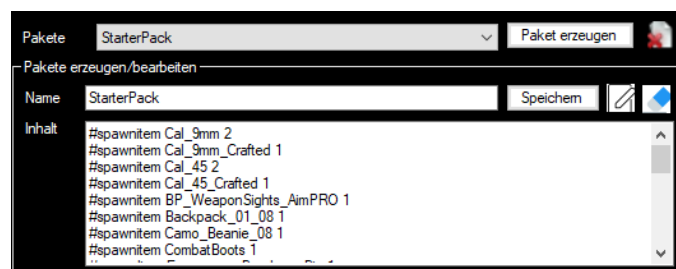 Pakete StarterPack Paket erzeugen
Pakete erzeugen/bearbeiten
Name StarterPack Speichern
Inhalt
#spawnitem Cal_9mm 2
#spawnitem Cal_9mm_Crafted 1
#spawnitem Cal_45 2
#spawnitem Cal_45_Crafted 1
#spawnitem BP_WeaponSights_AimPRO 1
#spawnitem Backpack_01_08 1
#spawnitem Camo_Beanie_08 1
#spawnitem CombatBoots 1